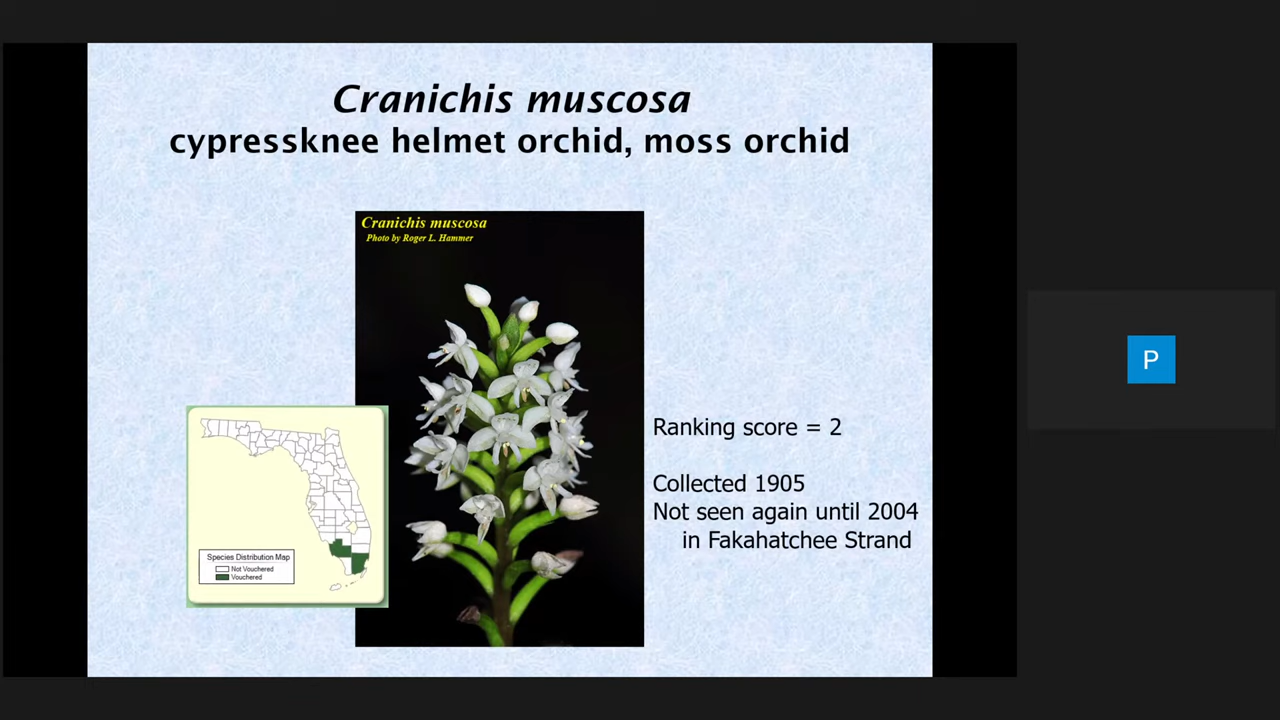 Cranichis muscosa
cypressknee helmet orchid, moss orchid
Cranichis muscosa
Photo by Roger L. Hammer
Ranking score = 2
Collected 1905
Not seen again until 2004
in Fakahatchee Strand
Species Distribution Map
Not Vouchered
Vouchered
P